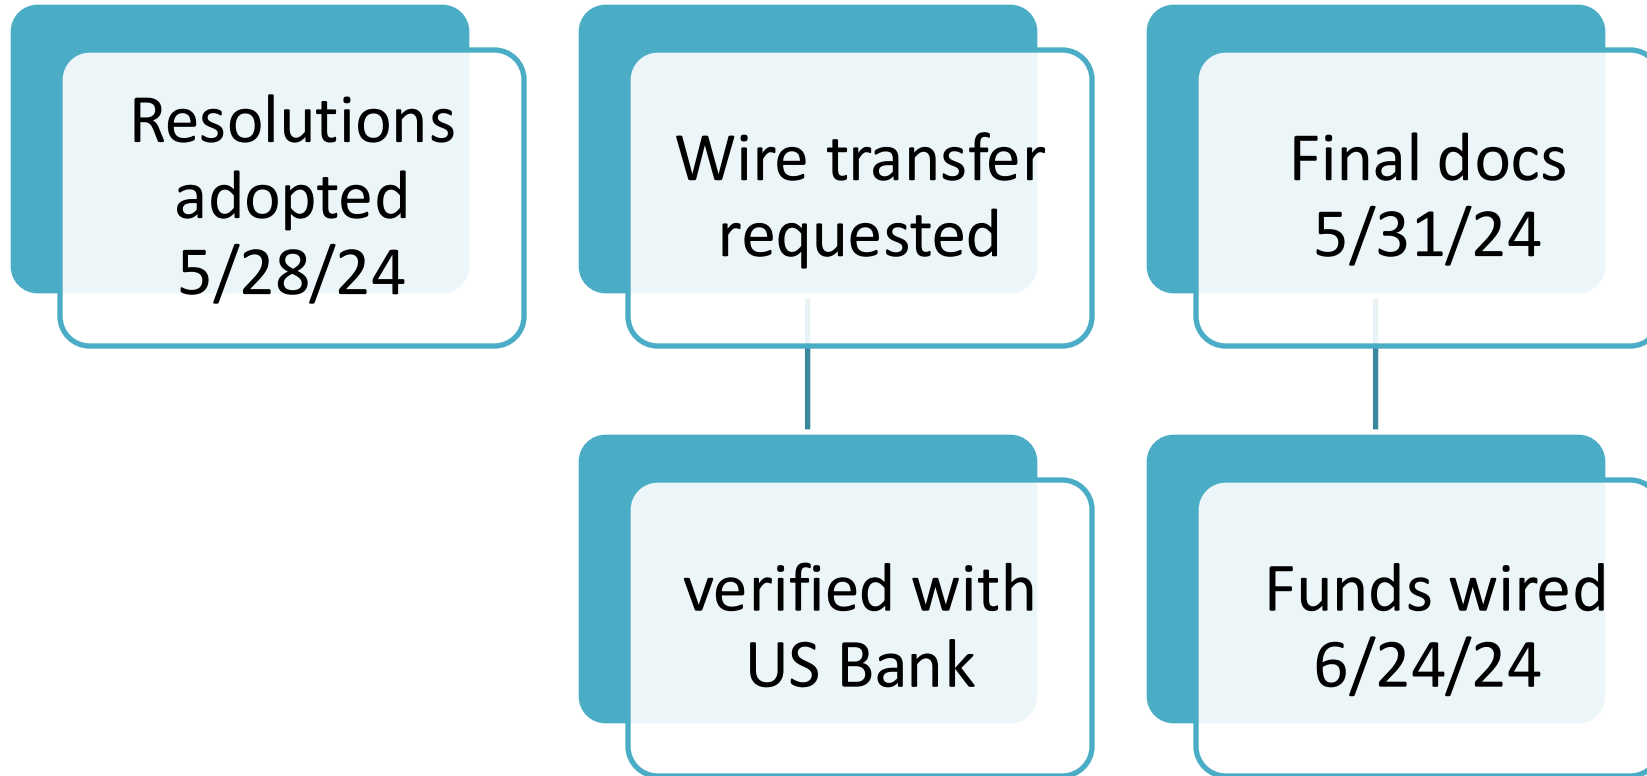 Resolutions
adopted
5/28/24
Wire transfer
requested
verified with
US Bank
Final docs
5/31/24
Funds wired
6/24/24